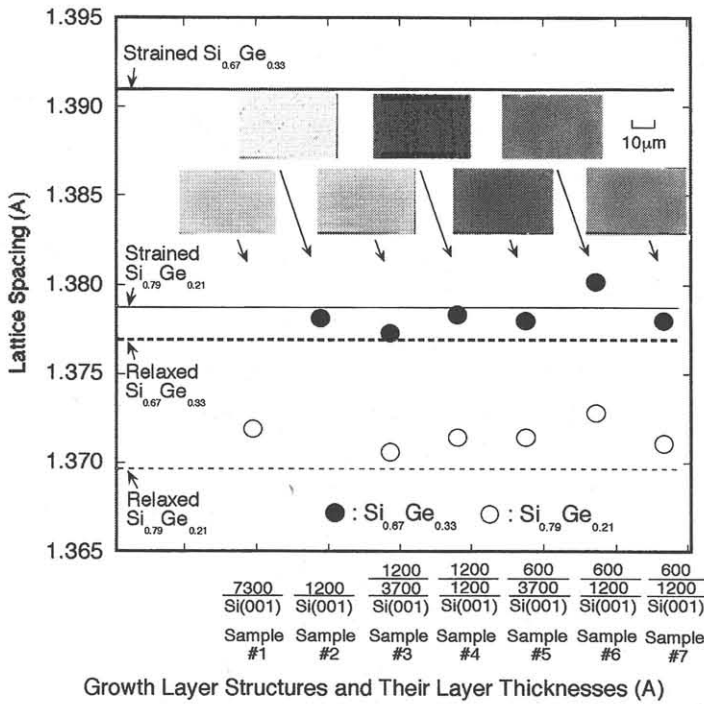 1.395
1.390
1.385
1.380
1.375
1.370
1.365
Lattice Spacing (A)
Strained Si0.67Ge0.33
10µm
Strained
Si0.79Ge0.21
Relaxed
Si0.67Ge0.33
Relaxed
Si0.79Ge0.21
● : Si0.67Ge0.33 ○ : Si0.79Ge0.21
1200 1200 600 600 600
7300 1200 3700 1200 3700 1200 1200
Si(001) Si(001) Si(001) Si(001) Si(001) Si(001) Si(001)
Sample Sample Sample Sample Sample Sample Sample
#1 #2 #3 #4 #5 #6 #7
Growth Layer Structures and Their Layer Thicknesses (A)